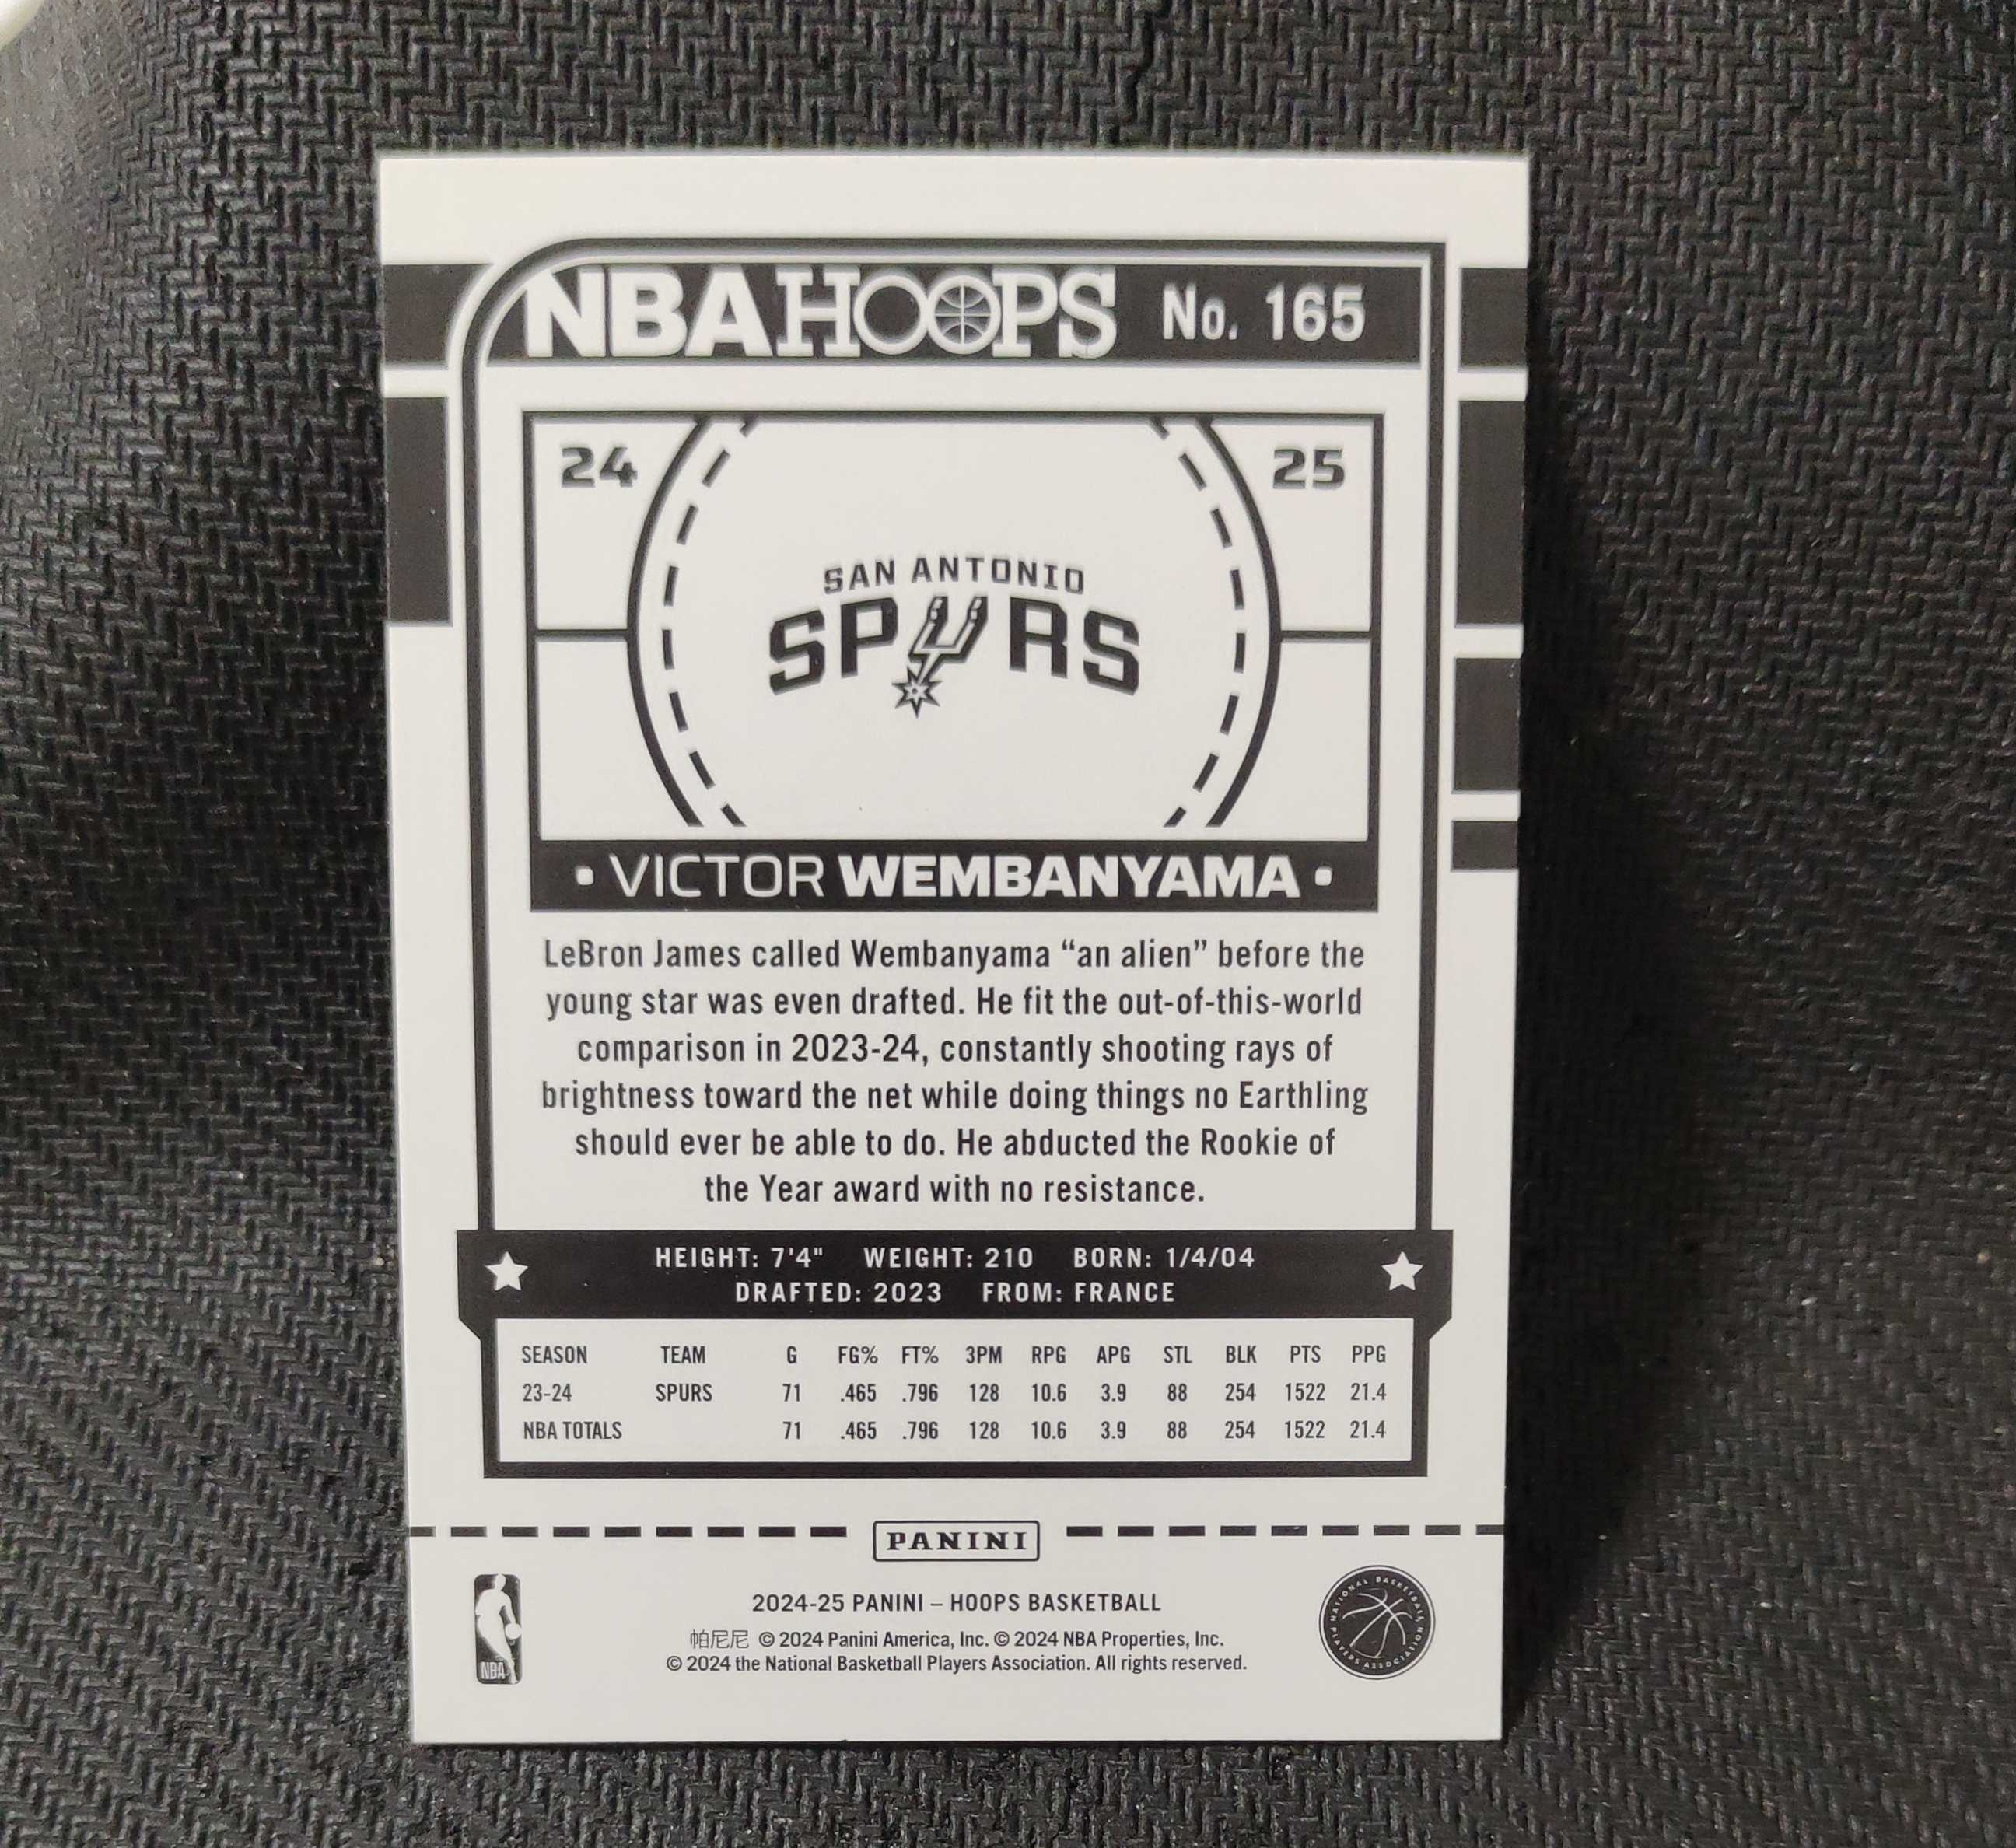 NBA HOOPS No. 165
24 25
SAN ANTONIO
SPURS
• VICTOR WEMBANYAMA •
LeBron James called Wembanyama “an alien” before the
young star was even drafted. He fit the out-of-this-world
comparison in 2023-24, constantly shooting rays of
brightness toward the net while doing things no Earthling
should ever be able to do. He abducted the Rookie of
the Year award with no resistance.
HEIGHT: 7'4" WEIGHT: 210 BORN: 1/4/04
DRAFTED: 2023 FROM: FRANCE
SEASON TEAM G FG% FT% 3PM RPG APG STL BLK PTS PPG
23-24 SPURS 71 .465 .796 128 10.6 3.9 88 254 1522 21.4
NBA TOTALS 71 .465 .796 128 10.6 3.9 88 254 1522 21.4
PANINI
2024-25 PANINI – HOOPS BASKETBALL
帕尼尼 © 2024 Panini America, Inc. © 2024 NBA Properties, Inc.
© 2024 the National Basketball Players Association. All rights reserved.
NBA
NATIONAL BASKETBALL PLAYERS ASSOCIATION